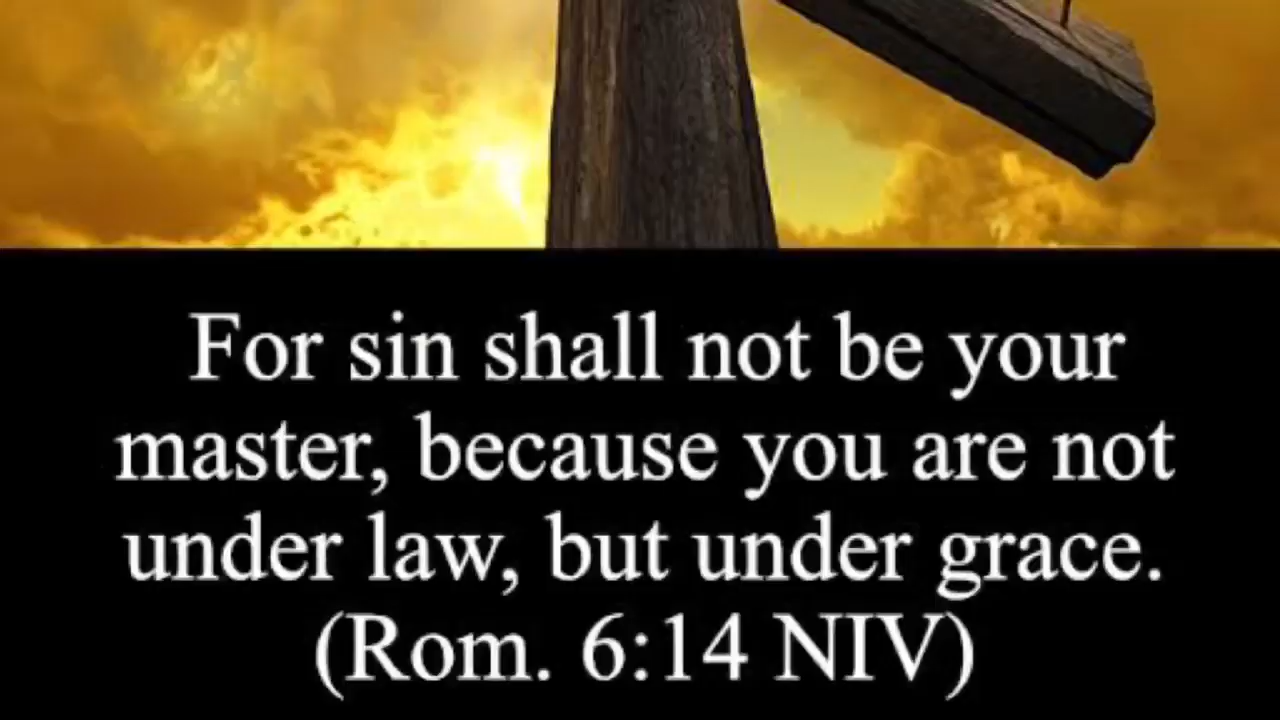 For sin shall not be your
master, because you are not
under law, but under grace.
(Rom. 6:14 NIV)